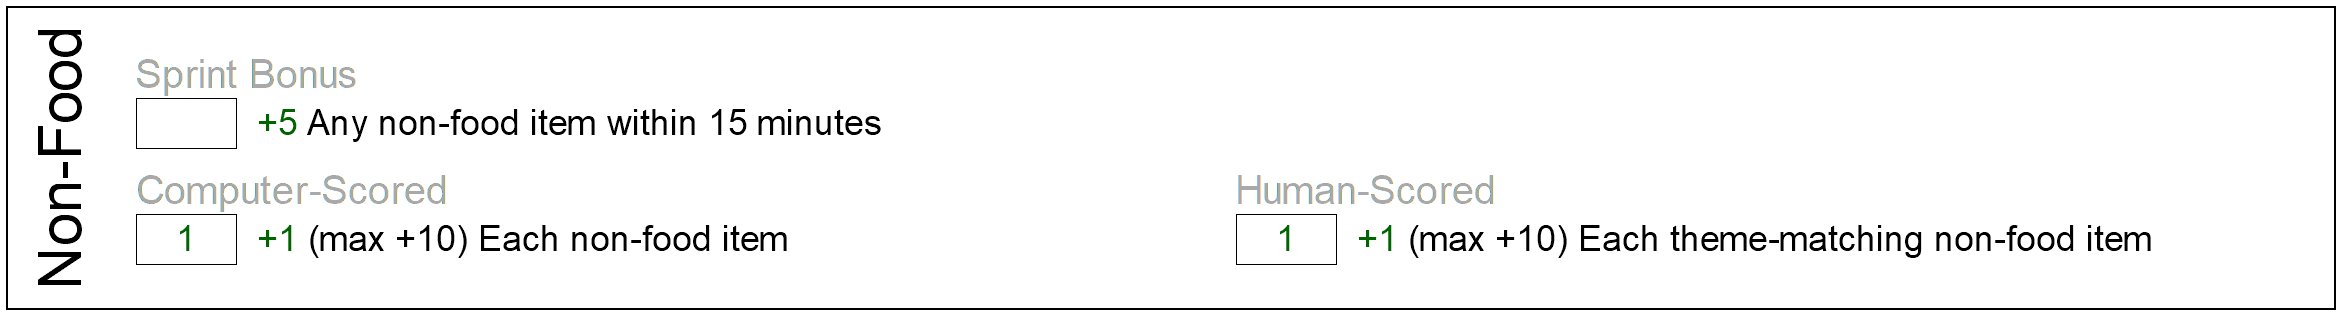 Non-Food
Sprint Bonus
+5 Any non-food item within 15 minutes
Computer-Scored
1 +1 (max +10) Each non-food item
Human-Scored
1 +1 (max +10) Each theme-matching non-food item